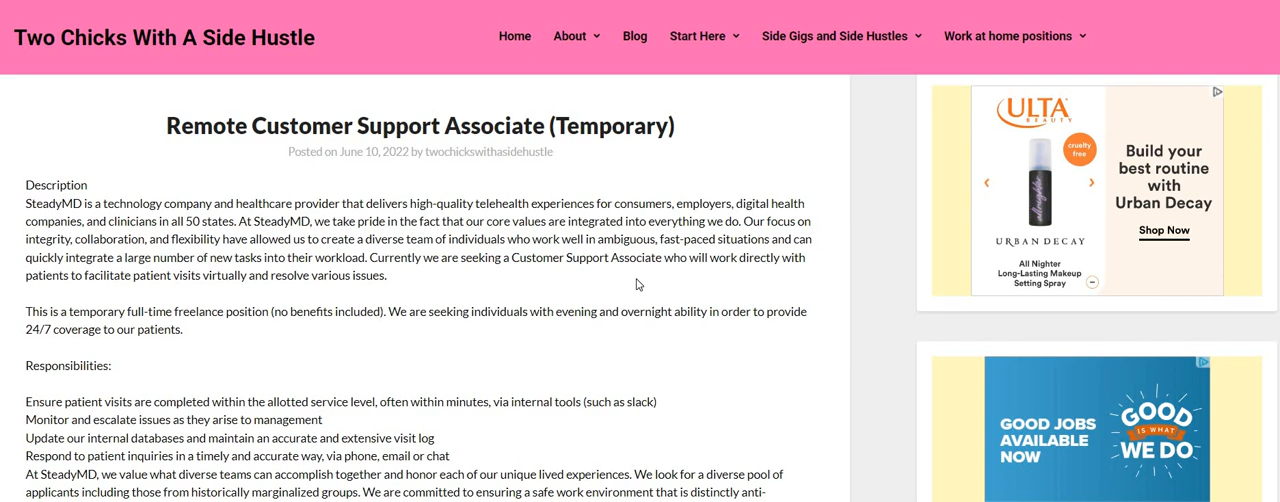 Two Chicks With A Side Hustle
Home About Blog Start Here Side Gigs and Side Hustles Work at home positions
Remote Customer Support Associate (Temporary)
Posted on June 10, 2022 by twochickswithasidehustle
Description
SteadyMD is a technology company and healthcare provider that delivers high-quality telehealth experiences for consumers, employers, digital health
companies, and clinicians in all 50 states. At SteadyMD, we take pride in the fact that our core values are integrated into everything we do. Our focus on
integrity, collaboration, and flexibility have allowed us to create a diverse team of individuals who work well in ambiguous, fast-paced situations and can
quickly integrate a large number of new tasks into their workload. Currently we are seeking a Customer Support Associate who will work directly with
patients to facilitate patient visits virtually and resolve various issues.
This is a temporary full-time freelance position (no benefits included). We are seeking individuals with evening and overnight ability in order to provide
24/7 coverage to our patients.
Responsibilities:
Ensure patient visits are completed within the allotted service level, often within minutes, via internal tools (such as slack)
Monitor and escalate issues as they arise to management
Update our internal databases and maintain an accurate and extensive visit log
Respond to patient inquiries in a timely and accurate way, via phone, email or chat
At SteadyMD, we value what diverse teams can accomplish together and honor each of our unique lived experiences. We look for a diverse pool of
applicants including those from historically marginalized groups. We are committed to ensuring a safe work environment that is distinctly anti-
ULTA
BEAUTY
cruelty
free
allnighter
URBAN DECAY
All Nighter
Long-Lasting Makeup
Setting Spray
Build your
best routine
with
Urban Decay
Shop Now
GOOD JOBS
AVAILABLE
NOW
GOOD
IS WHAT
WE DO